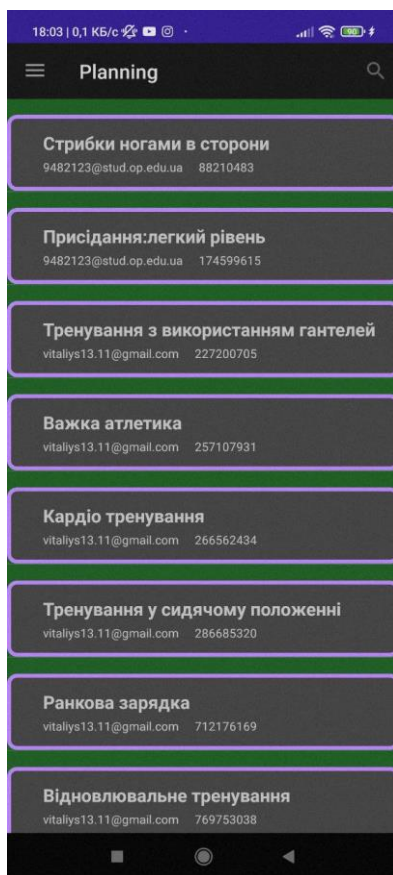 18:03 | 0,1 КБ/с
90
Planning
Стрибки ногами в сторони
9482123@stud.op.edu.ua 88210483
Присідання:легкий рівень
9482123@stud.op.edu.ua 174599615
Тренування з використанням гантелей
vitaliys13.11@gmail.com 227200705
Важка атлетика
vitaliys13.11@gmail.com 257107931
Кардіо тренування
vitaliys13.11@gmail.com 266562434
Тренування у сидячому положенні
vitaliys13.11@gmail.com 286685320
Ранкова зарядка
vitaliys13.11@gmail.com 712176169
Відновлювальне тренування
vitaliys13.11@gmail.com 769753038